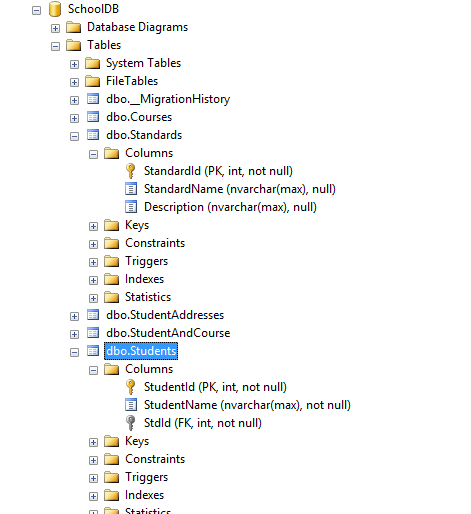 SchoolDB
Database Diagrams
Tables
System Tables
FileTables
dbo.__MigrationHistory
dbo.Courses
dbo.Standards
Columns
StandardId (PK, int, not null)
StandardName (nvarchar(max), null)
Description (nvarchar(max), null)
Keys
Constraints
Triggers
Indexes
Statistics
dbo.StudentAddresses
dbo.StudentAndCourse
dbo.Students
Columns
StudentId (PK, int, not null)
StudentName (nvarchar(max), not null)
StdId (FK, int, not null)
Keys
Constraints
Triggers
Indexes
Statistics